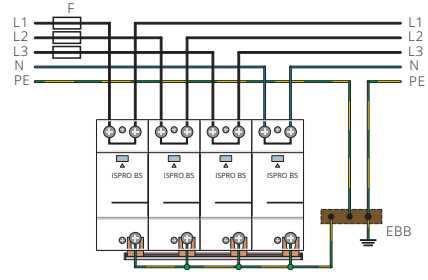 F
L1 L1
L2 L2
L3 L3
N N
PE PE
ISPRO BS ISPRO BS ISPRO BS ISPRO BS
EBB